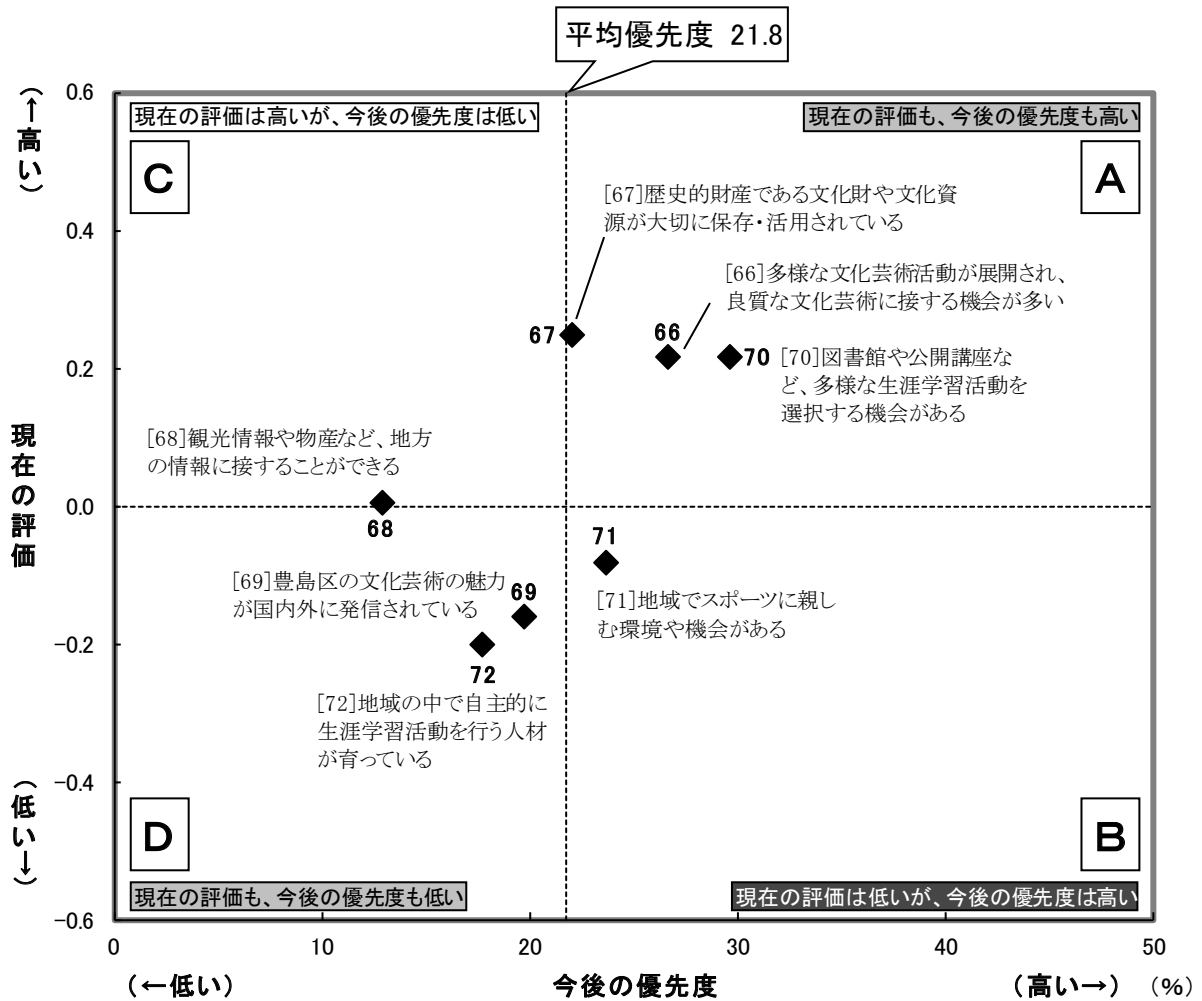 平均優先度 21.8
(↑高い)
0.6
現在の評価は高いが、今後の優先度は低い
現在の評価も、今後の優先度も高い
C
A
[67]歴史的財産である文化財や文化資
源が大切に保存・活用されている
0.4
[66]多様な文化芸術活動が展開され、
良質な文化芸術に接する機会が多い
67
66
70
[70]図書館や公開講座な
ど、多様な生涯学習活動を
選択する機会がある
0.2
現在の評価
[68]観光情報や物産など、地方
の情報に接することができる
0.0
68
71
[69]豊島区の文化芸術の魅力
が国内外に発信されている
69
[71]地域でスポーツに親し
む環境や機会がある
-0.2
72
[72]地域の中で自主的に
生涯学習活動を行う人材
が育っている
-0.4
(低い↓)
D
B
現在の評価も、今後の優先度も低い
現在の評価は低いが、今後の優先度は高い
-0.6
0
10
20
30
40
50
(←低い)
今後の優先度
(高い→)
(%)